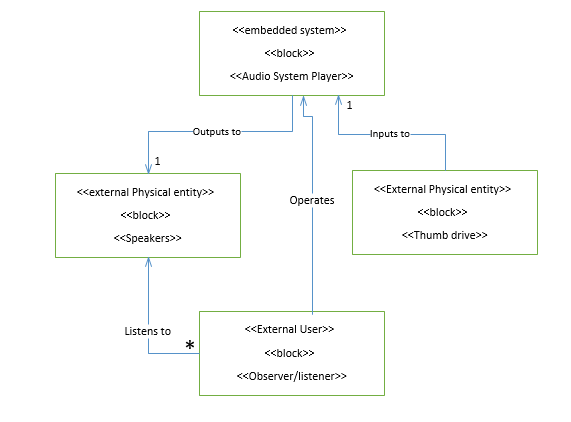 <<embedded system>>
<<block>>
<<Audio System Player>>
1
Outputs to
Inputs to
1
<<external Physical entity>>
<<block>>
<<Speakers>>
<<External Physical entity>>
<<block>>
<<Thumb drive>>
Operates
Listens to
*
<<External User>>
<<block>>
<<Observer/listener>>